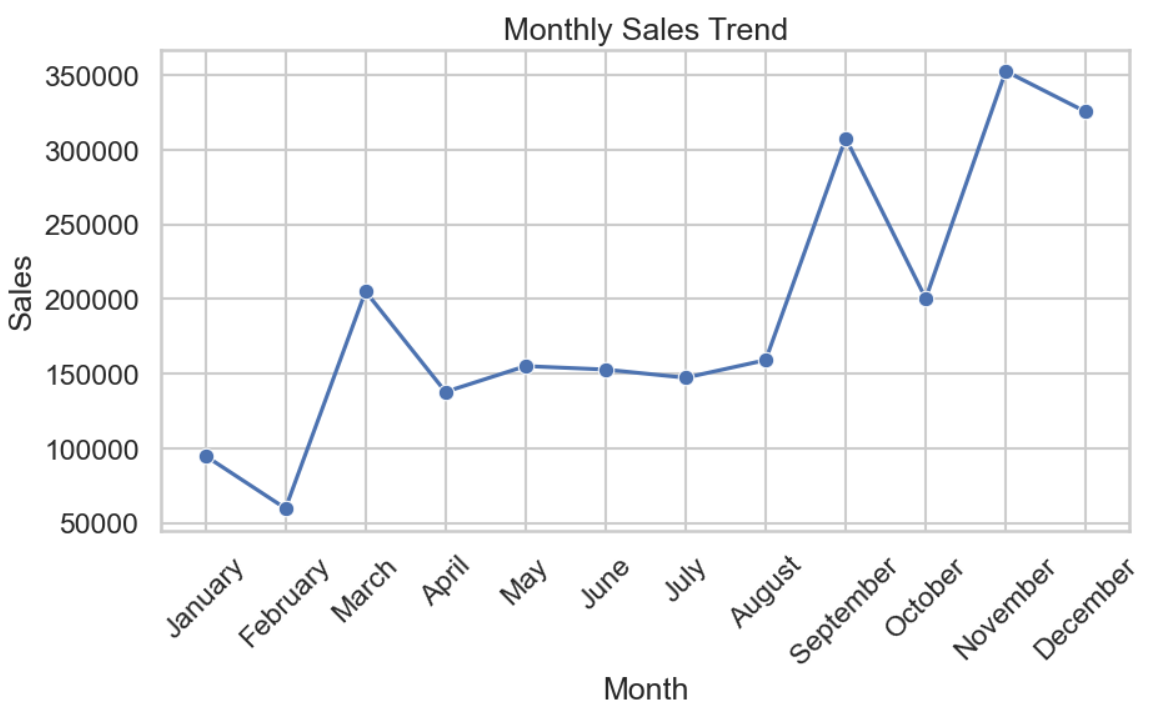 Monthly Sales Trend
Sales
350000
300000
250000
200000
150000
100000
50000
January
February
March
April
May
June
July
August
September
October
November
December
Month